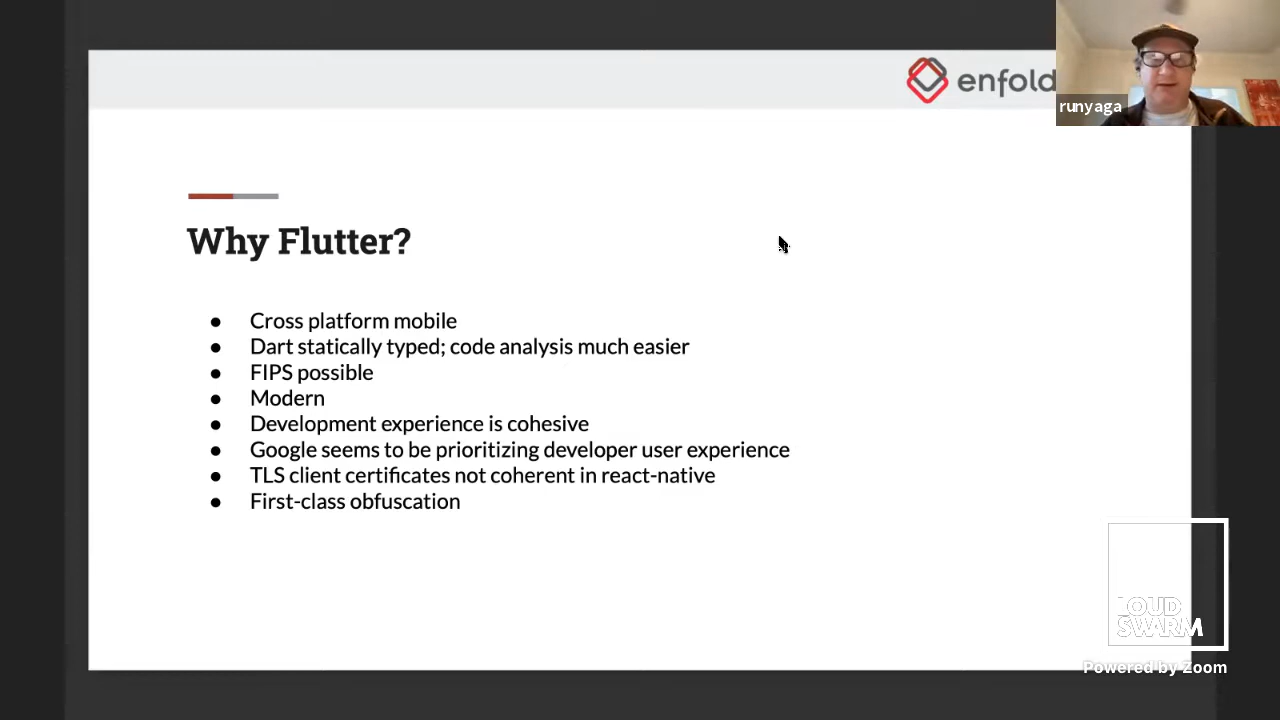 enfold
runyaga
Why Flutter?
● Cross platform mobile
● Dart statically typed; code analysis much easier
● FIPS possible
● Modern
● Development experience is cohesive
● Google seems to be prioritizing developer user experience
● TLS client certificates not coherent in react-native
● First-class obfuscation
LOUD
SWARM
Powered by Zoom